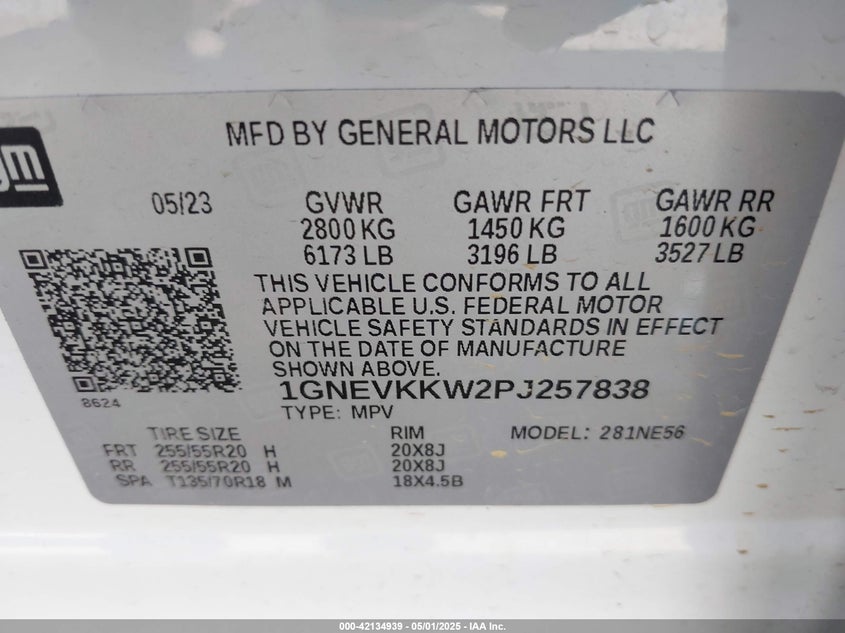 MFD BY GENERAL MOTORS LLC
gm
05/23 GVWR GAWR FRT GAWR RR
2800 KG 1450 KG 1600 KG
6173 LB 3196 LB 3527 LB
THIS VEHICLE CONFORMS TO ALL
APPLICABLE U.S. FEDERAL MOTOR
VEHICLE SAFETY STANDARDS IN EFFECT
ON THE DATE OF MANUFACTURE
SHOWN ABOVE.
1GNEVKKW2PJ257838
8624
TYPE: MPV
TIRE SIZE RIM MODEL: 281NE56
FRT 255/55R20 H 20X8J
RR 255/55R20 H 20X8J
SPA T135/70R18 M 18X4.5B
000-42134939 - 05/01/2025 - IAA Inc.